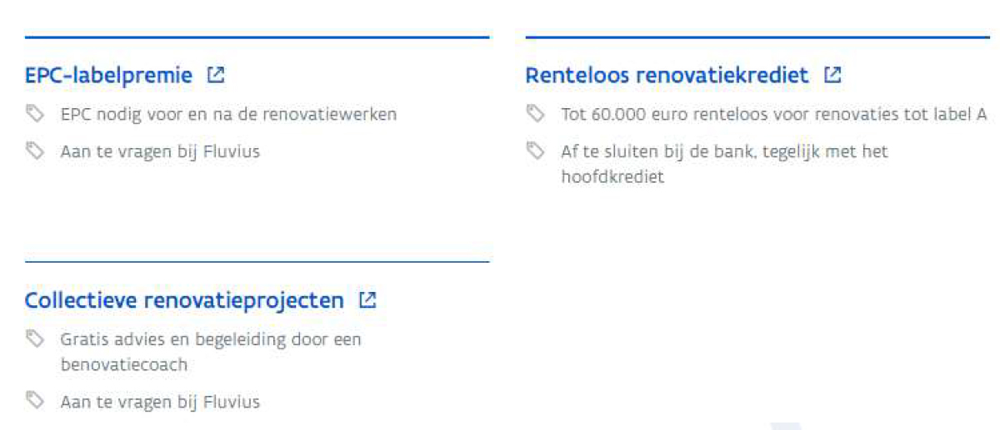 EPC-labelpremie
EPC nodig voor en na de renovatiewerken
Aan te vragen bij Fluvius
Renteloos renovatiekrediet
Tot 60.000 euro renteloos voor renovaties tot label A
Af te sluiten bij de bank, tegelijk met het
hoofdkrediet
Collectieve renovatieprojecten
Gratis advies en begeleiding door een
benovatiecoach
Aan te vragen bij Fluvius